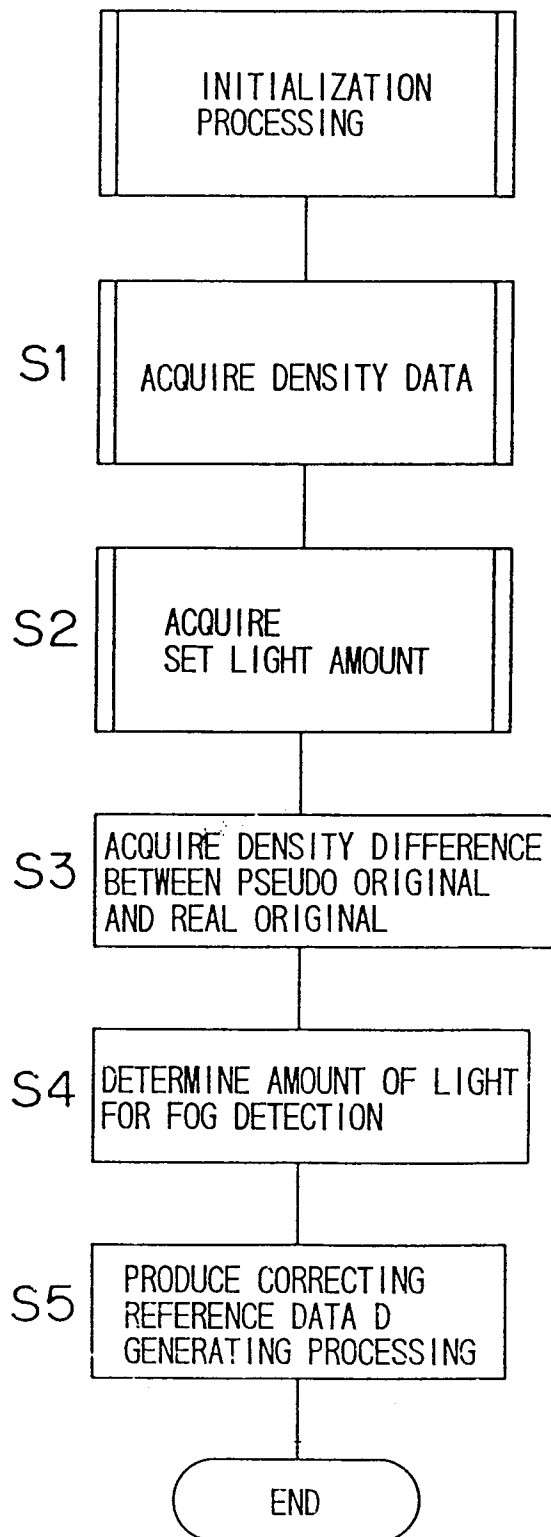 INITIALIZATION
PROCESSING
S1
ACQUIRE DENSITY DATA
S2
ACQUIRE
SET LIGHT AMOUNT
S3
ACQUIRE DENSITY DIFFERENCE
BETWEEN PSEUDO ORIGINAL
AND REAL ORIGINAL
S4
DETERMINE AMOUNT OF LIGHT
FOR FOG DETECTION
S5
PRODUCE CORRECTING
REFERENCE DATA D
GENERATING PROCESSING
END